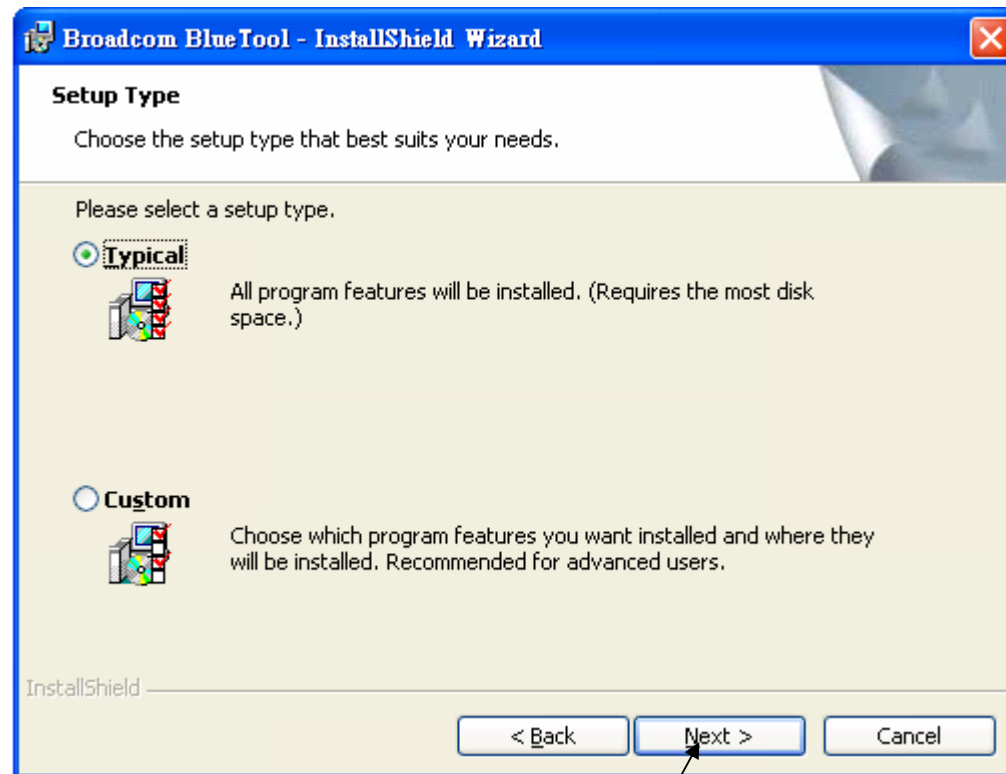 Broadcom BlueTool - InstallShield Wizard
Setup Type
Choose the setup type that best suits your needs.
Please select a setup type.
Typical
All program features will be installed. (Requires the most disk
space.)
Custom
Choose which program features you want installed and where they
will be installed. Recommended for advanced users.
InstallShield
< Back
Next >
Cancel